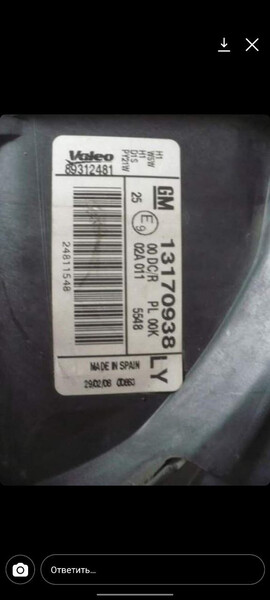 Valeo
89312481
H1
W5W
H1
D1S
PY21W
24811548
GM
25
E9
13170938
00 DC/R
PL 00K
02A 011
5548
LY
MADE IN SPAIN
29/02/08
Ответить...